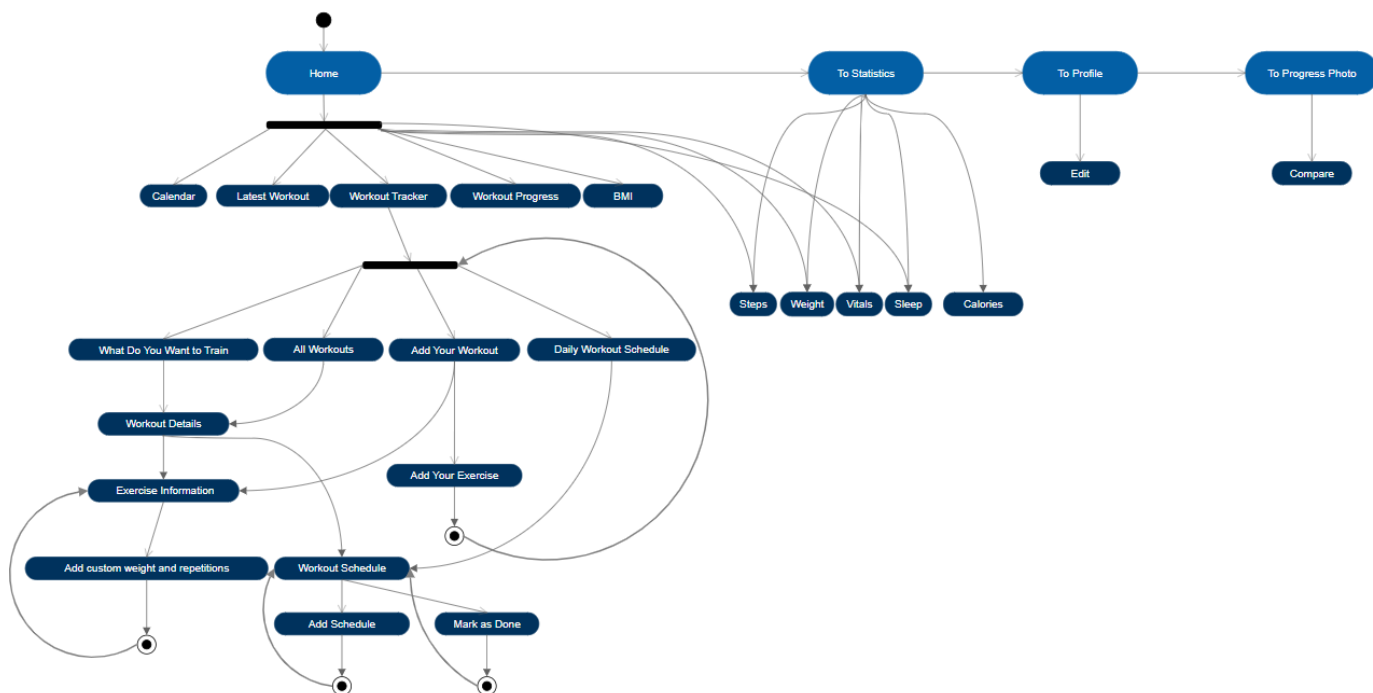 Home
To Statistics
To Profile
To Progress Photo
Edit
Compare
Calendar
Latest Workout
Workout Tracker
Workout Progress
BMI
Steps
Weight
Vitals
Sleep
Calories
What Do You Want to Train
All Workouts
Add Your Workout
Daily Workout Schedule
Workout Details
Add Your Exercise
Exercise Information
Add custom weight and repetitions
Workout Schedule
Add Schedule
Mark as Done